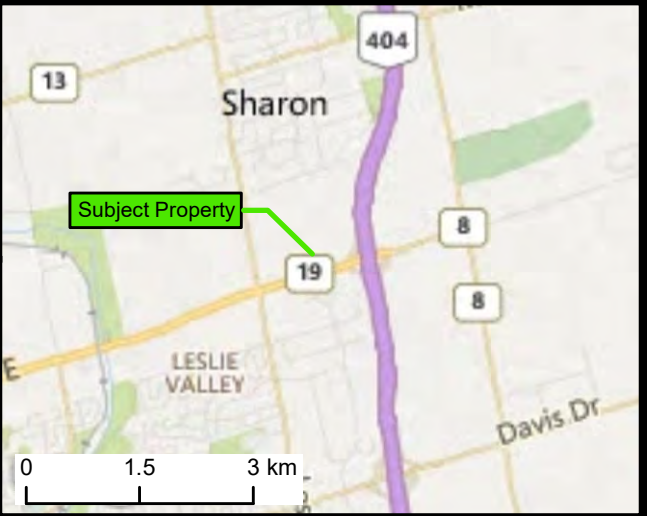 404
13
Sharon
Subject Property
8
19
8
LESLIE
VALLEY
E
Davis Dr
0 1.5 3 km